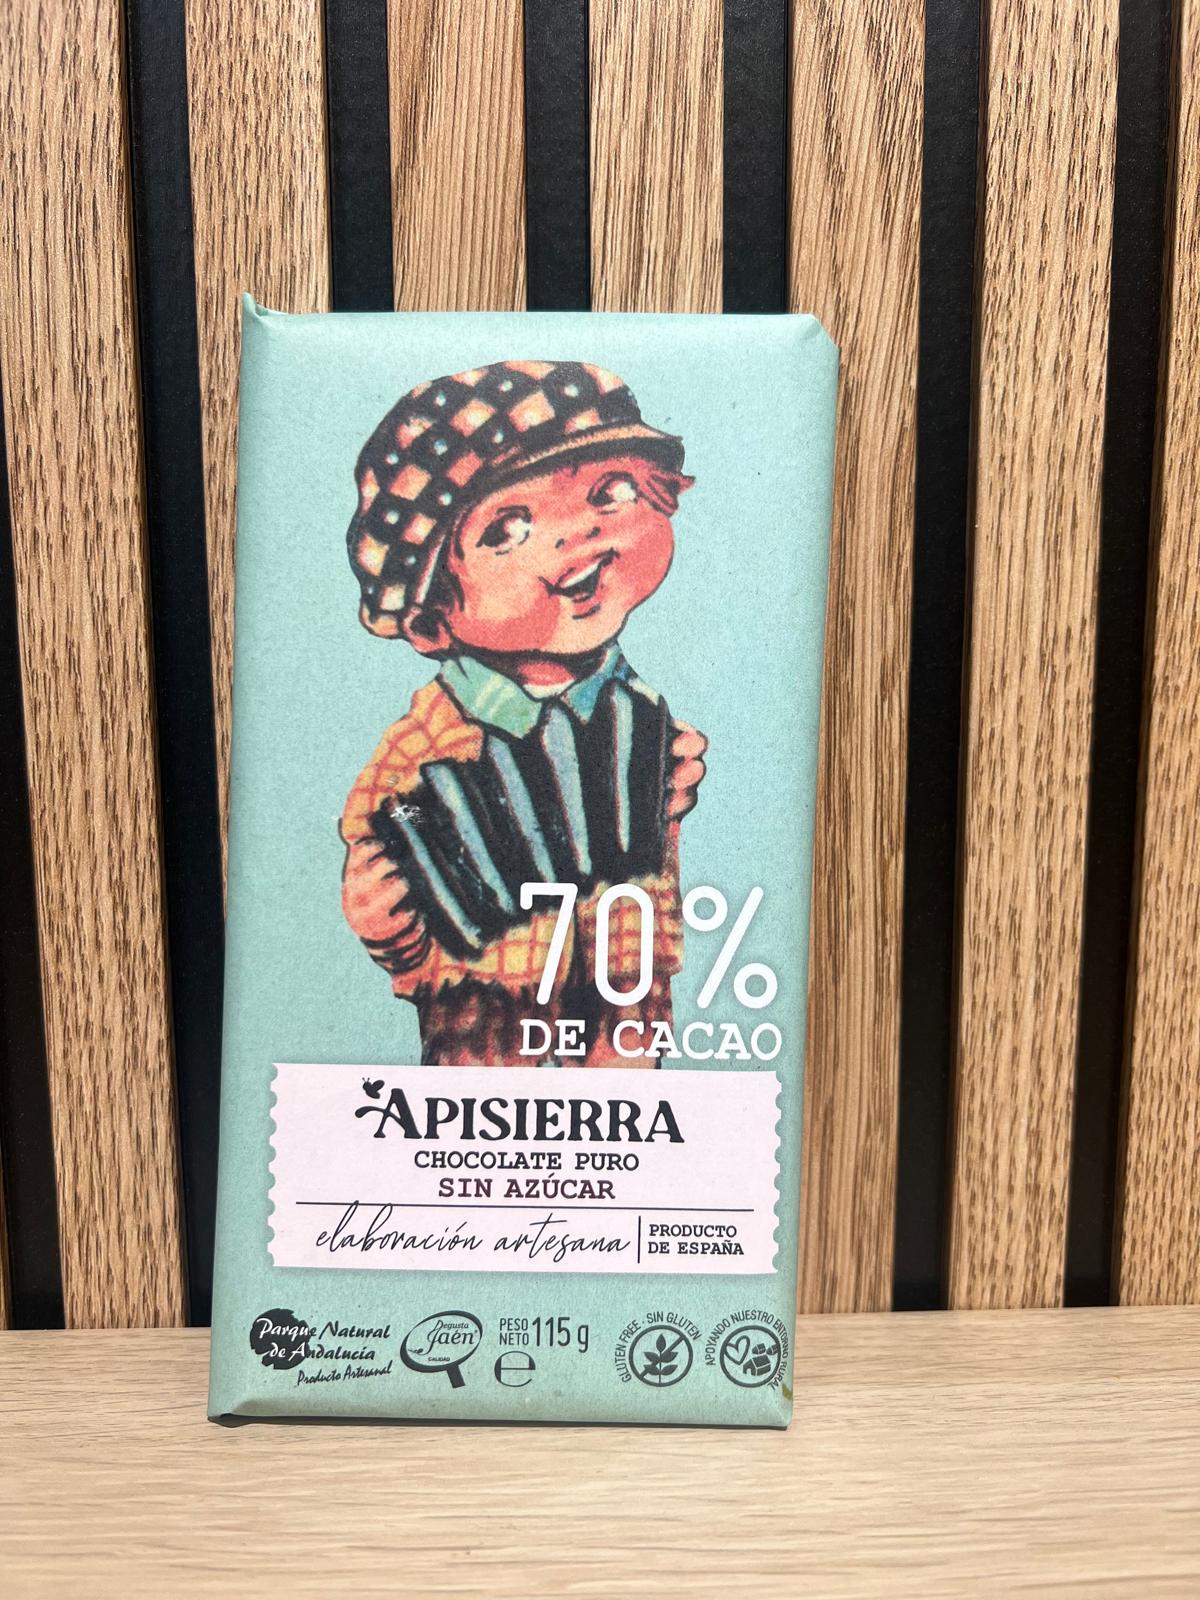 70%
DE CACAO
APISIERRA
CHOCOLATE PURO
SIN AZÚCAR
elaboración artesana
PRODUCTO
DE ESPAÑA
Parque Natural
de Andalucía
Producto Artesanal
Degusta
Jaén
CALIDAD
PESO
NETO 115 g
e
GLUTEN FREE · SIN GLUTEN
APOYANDO NUESTRO ENTORNO RURAL